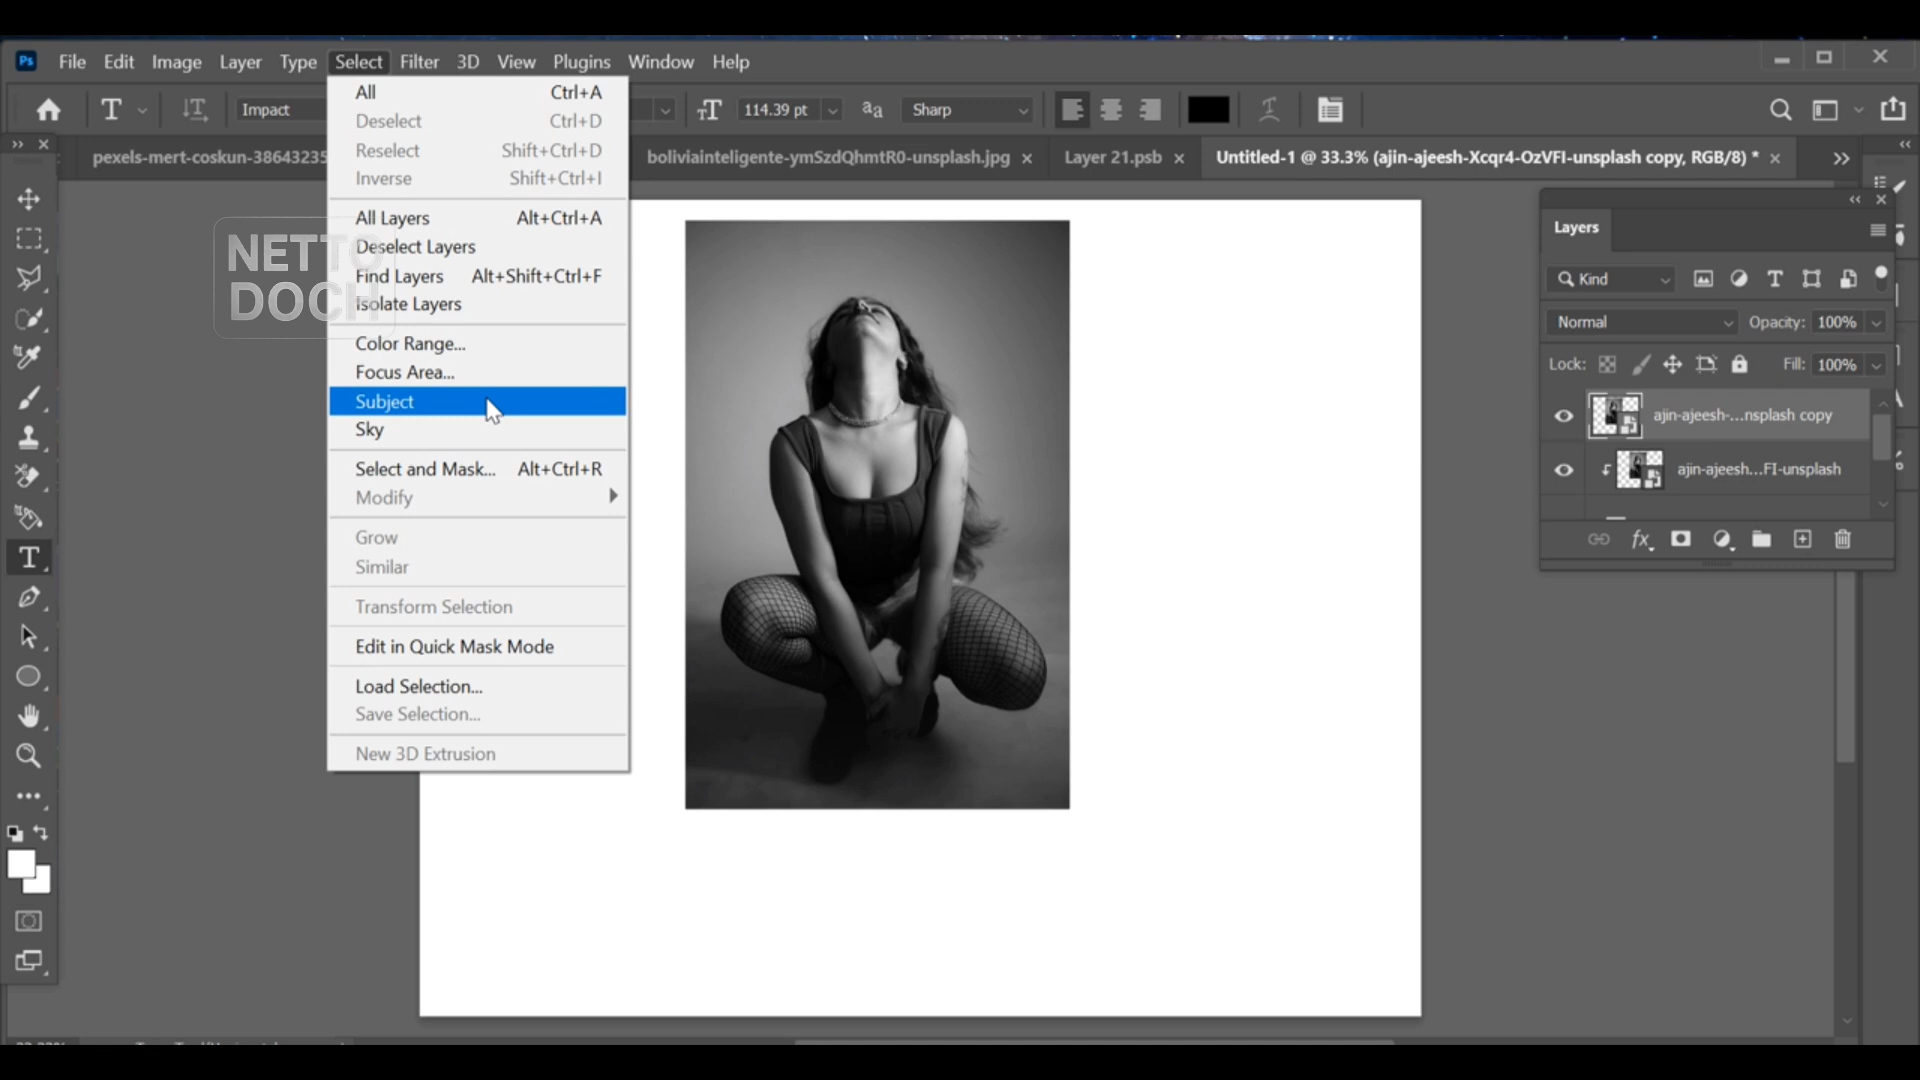 Ps File Edit Image Layer Type Select Filter 3D View Plugins Window Help
T Impact 114.39 pt aa Sharp
pexels-mert-coskun-38643235 boliviainteligente-ymSzdQhmtR0-unsplash.jpg × Layer 21.psb × Untitled-1 @ 33.3% (ajin-ajeesh-Xcqr4-OzVFI-unsplash copy, RGB/8) * ×
All Ctrl+A
Deselect Ctrl+D
Reselect Shift+Ctrl+D
Inverse Shift+Ctrl+I
All Layers Alt+Ctrl+A
Deselect Layers
Find Layers Alt+Shift+Ctrl+F
Isolate Layers
Color Range...
Focus Area...
Subject
Sky
Select and Mask... Alt+Ctrl+R
Modify
Grow
Similar
Transform Selection
Edit in Quick Mask Mode
Load Selection...
Save Selection...
New 3D Extrusion
NETTO
DOCH
Layers
Kind
Normal Opacity: 100%
Lock: Fill: 100%
ajin-ajeesh-...nsplash copy
ajin-ajeesh...FI-unsplash
fx